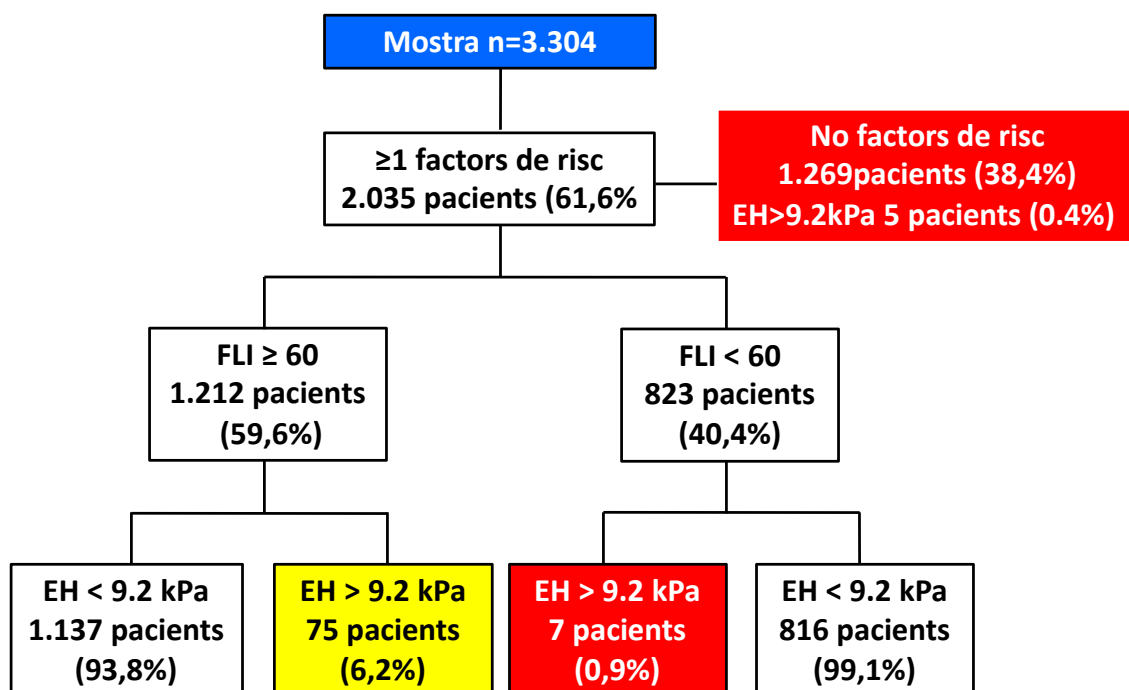 Mostra n=3.304
≥1 factors de risc
2.035 pacients (61,6%
No factors de risc
1.269pacients (38,4%)
EH>9.2kPa 5 pacients (0.4%)
FLI ≥ 60
1.212 pacients
(59,6%)
FLI < 60
823 pacients
(40,4%)
EH < 9.2 kPa
1.137 pacients
(93,8%)
EH > 9.2 kPa
75 pacients
(6,2%)
EH > 9.2 kPa
7 pacients
(0,9%)
EH < 9.2 kPa
816 pacients
(99,1%)